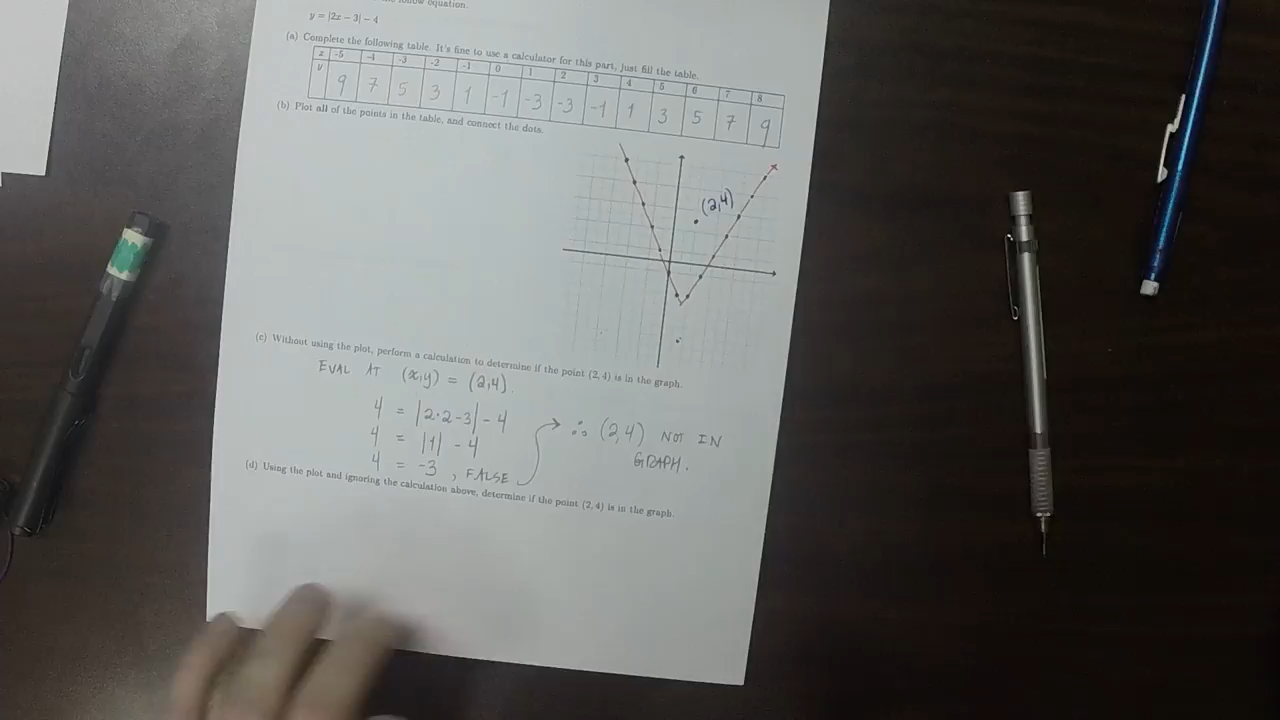 follow equation.
y = |2x − 3| − 4
(a) Complete the following table. It's fine to use a calculator for this part, just fill the table.
x -5 -4 -3 -2 -1 0 1 2 3 4 5 6 7 8
y 9 7 5 3 1 -1 -3 -3 -1 1 3 5 7 9
(b) Plot all of the points in the table, and connect the dots.
(2,4)
(c) Without using the plot, perform a calculation to determine if the point (2, 4) is in the graph.
EVAL AT (x,y) = (2,4).
4 = |2·2-3| - 4
4 = |1| - 4
4 = -3, FALSE
∴ (2,4) NOT IN
GRAPH.
(d) Using the plot and ignoring the calculation above, determine if the point (2, 4) is in the graph.